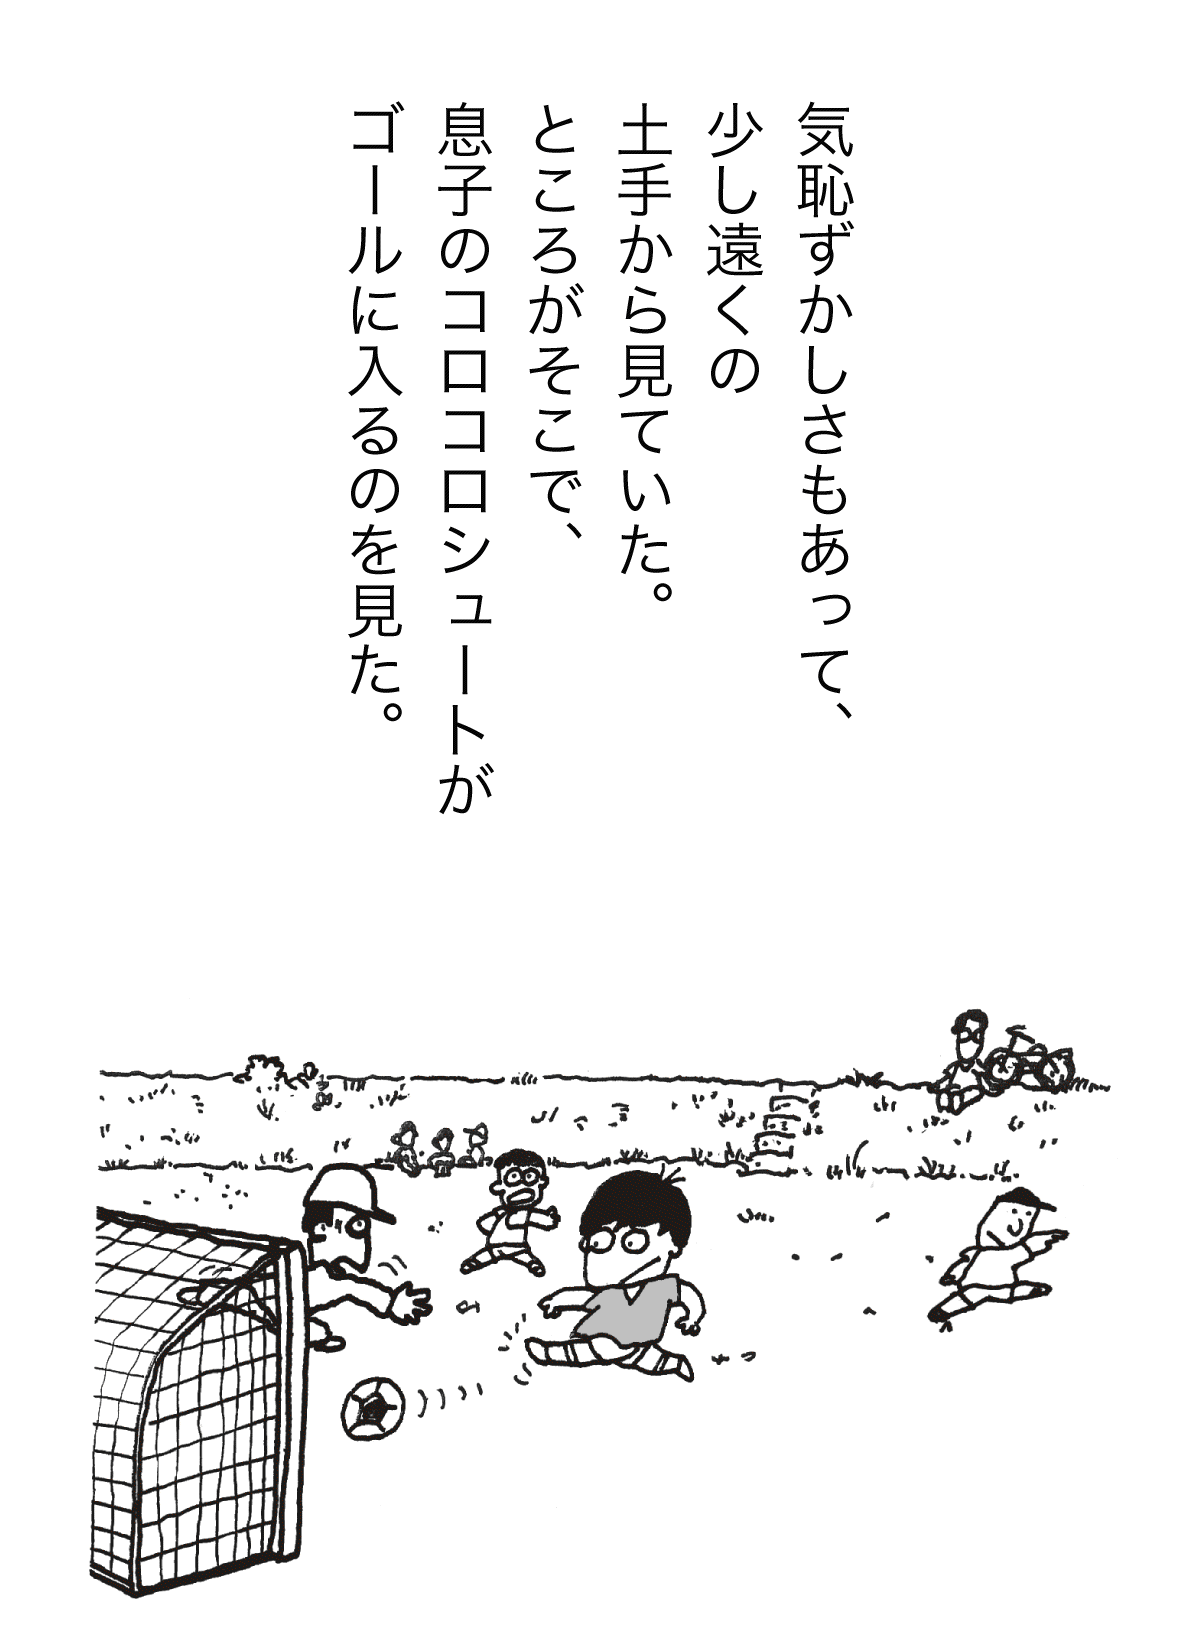 気恥ずかしさもあって、
少し遠くの
土手から見ていた。
ところがそこで、
息子のコロコロシュートが
ゴールに入るのを見た。